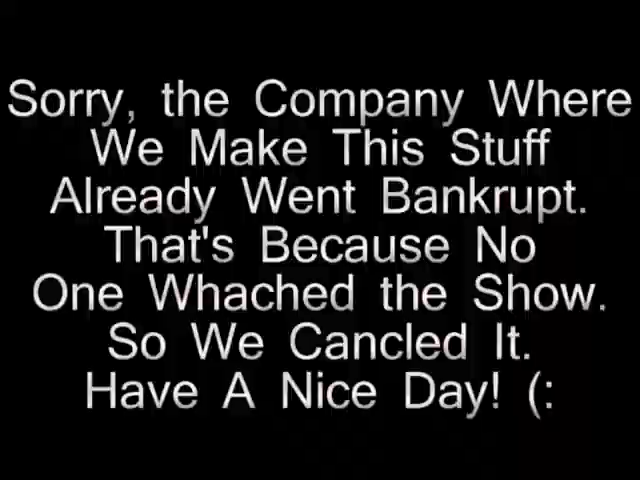 Sorry, the Company Where
We Make This Stuff
Already Went Bankrupt.
That's Because No
One Whached the Show.
So We Cancled It.
Have A Nice Day! (: